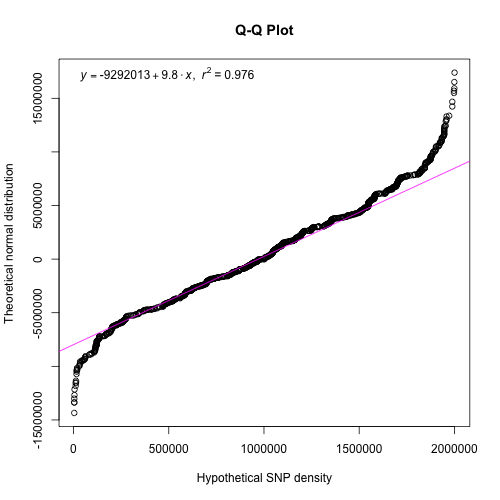 Q-Q Plot
y = -9292013 + 9.8 · x, r² = 0.976
Theoretical normal distribution
15000000
5000000
0
-5000000
-15000000
0
500000
1000000
1500000
2000000
Hypothetical SNP density